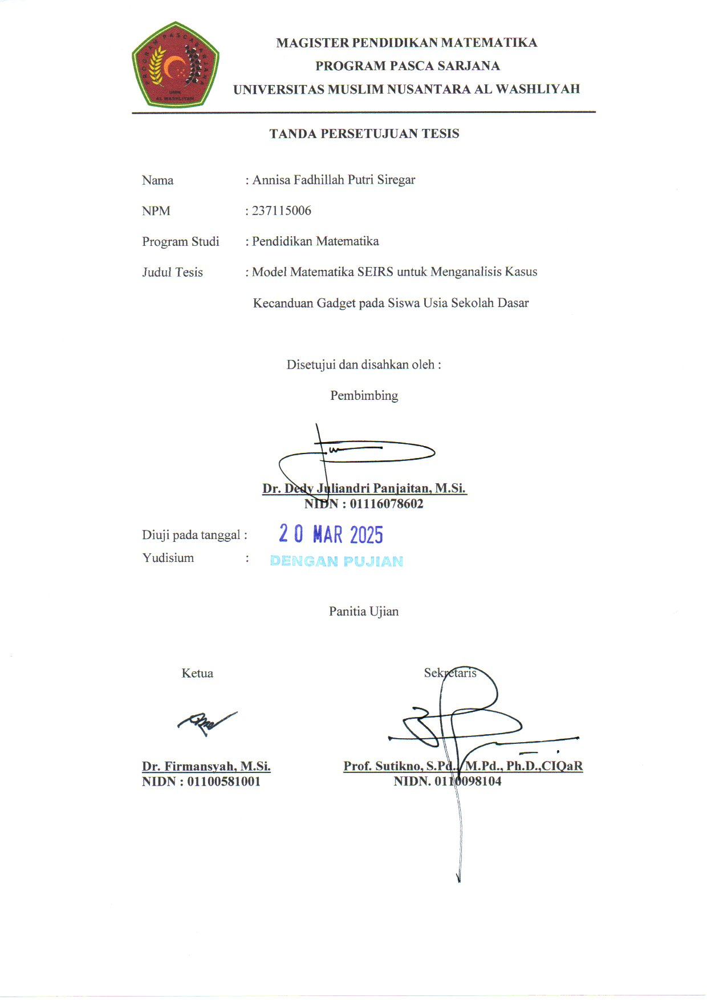 PROGRAM PASCASARJANA
UMN
AL WASHLIYAH
MAGISTER PENDIDIKAN MATEMATIKA
PROGRAM PASCA SARJANA
UNIVERSITAS MUSLIM NUSANTARA AL WASHLIYAH
TANDA PERSETUJUAN TESIS
Nama : Annisa Fadhillah Putri Siregar
NPM : 237115006
Program Studi : Pendidikan Matematika
Judul Tesis : Model Matematika SEIRS untuk Menganalisis Kasus
Kecanduan Gadget pada Siswa Usia Sekolah Dasar
Disetujui dan disahkan oleh :
Pembimbing
Dr. Dedy Juliandri Panjaitan, M.Si.
NIDN : 01116078602
Diuji pada tanggal : 20 MAR 2025
Yudisium : DENGAN PUJIAN
Panitia Ujian
Ketua Sekretaris
Dr. Firmansyah, M.Si. Prof. Sutikno, S.Pd., M.Pd., Ph.D.,CIQaR
NIDN : 01100581001 NIDN. 0110098104